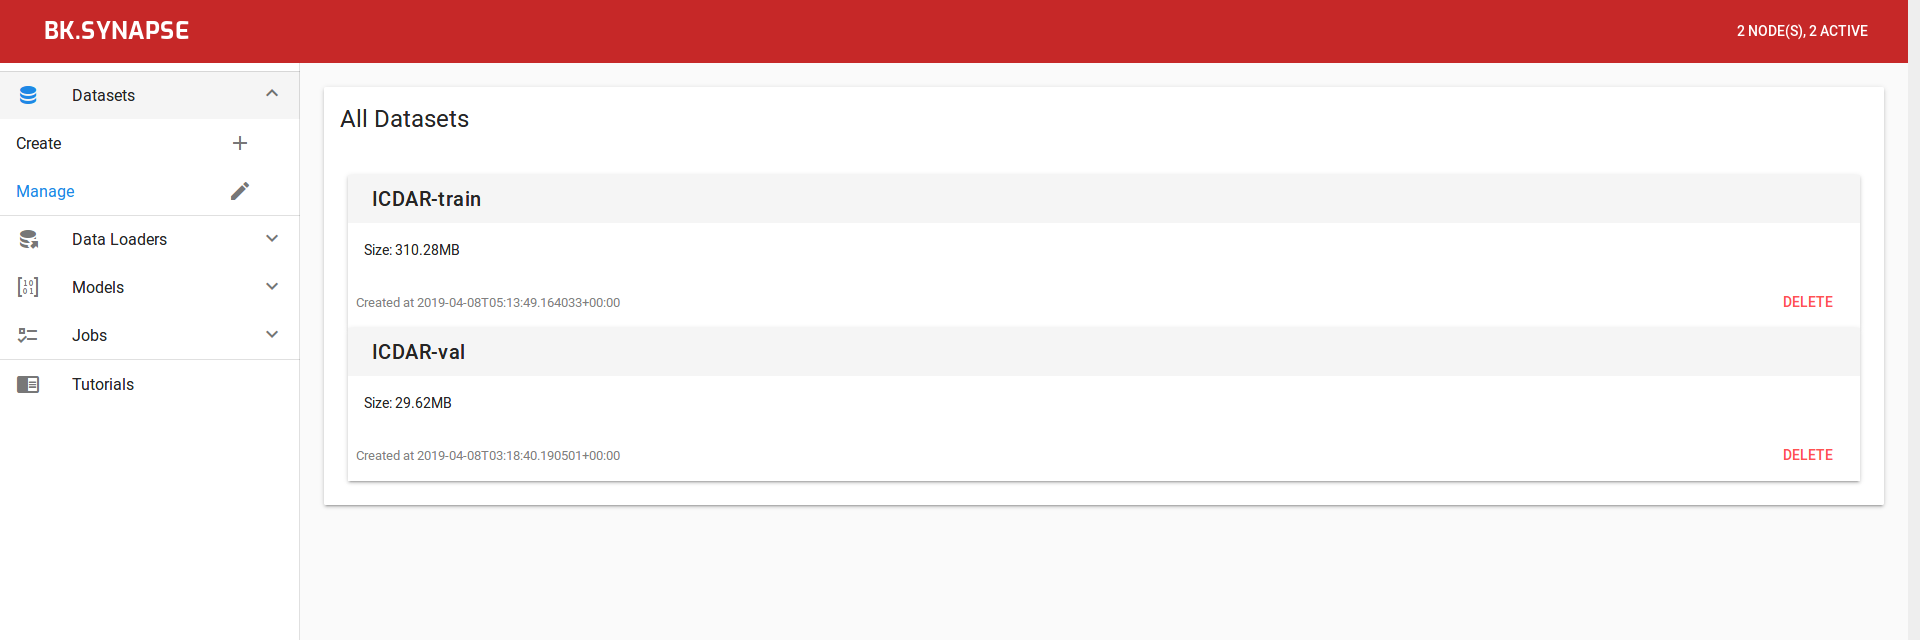 BK.SYNAPSE
2 NODE(S), 2 ACTIVE
Datasets
Create
Manage
Data Loaders
Models
Jobs
Tutorials
All Datasets
ICDAR-train
Size: 310.28MB
Created at 2019-04-08T05:13:49.164033+00:00
DELETE
ICDAR-val
Size: 29.62MB
Created at 2019-04-08T03:18:40.190501+00:00
DELETE